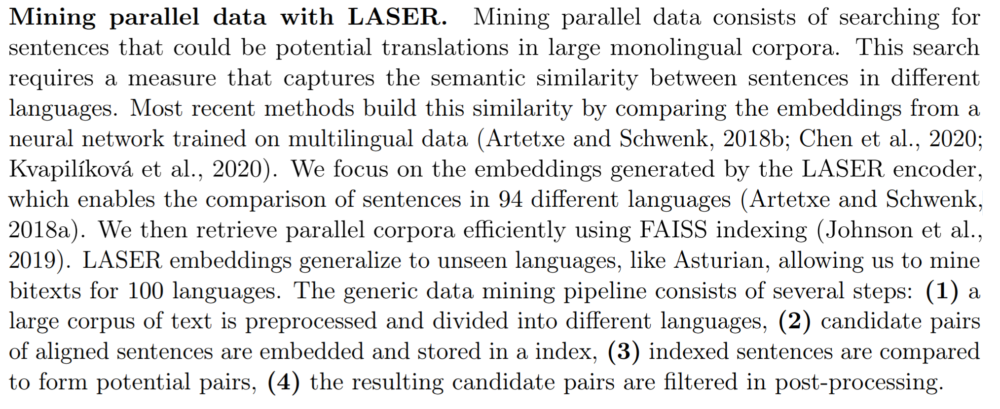 Mining parallel data with LASER. Mining parallel data consists of searching for
sentences that could be potential translations in large monolingual corpora. This search
requires a measure that captures the semantic similarity between sentences in different
languages. Most recent methods build this similarity by comparing the embeddings from a
neural network trained on multilingual data (Artetxe and Schwenk, 2018b; Chen et al., 2020;
Kvapilíková et al., 2020). We focus on the embeddings generated by the LASER encoder,
which enables the comparison of sentences in 94 different languages (Artetxe and Schwenk,
2018a). We then retrieve parallel corpora efficiently using FAISS indexing (Johnson et al.,
2019). LASER embeddings generalize to unseen languages, like Asturian, allowing us to mine
bitexts for 100 languages. The generic data mining pipeline consists of several steps: (1) a
large corpus of text is preprocessed and divided into different languages, (2) candidate pairs
of aligned sentences are embedded and stored in a index, (3) indexed sentences are compared
to form potential pairs, (4) the resulting candidate pairs are filtered in post-processing.